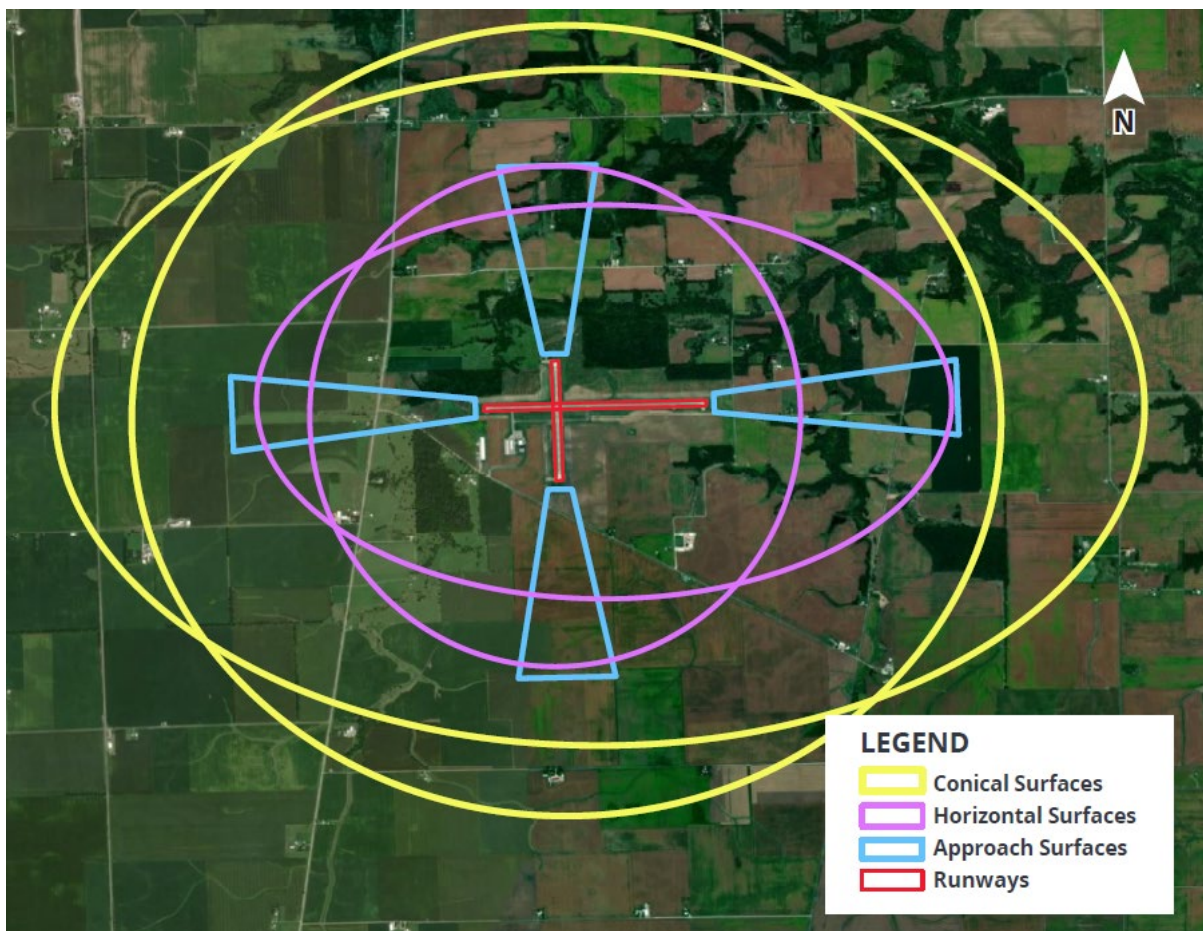 N
LEGEND
Conical Surfaces
Horizontal Surfaces
Approach Surfaces
Runways